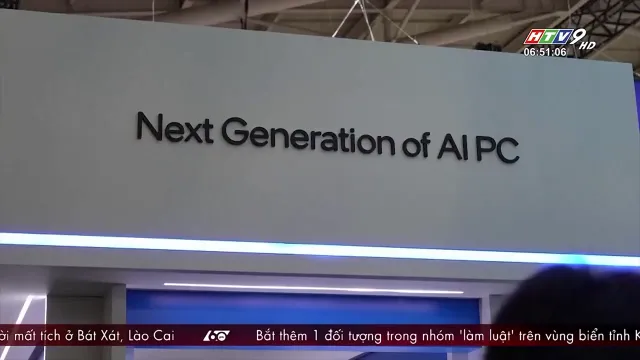 HTV9 HD
06:51:06
Next Generation of AI PC
ời mất tích ở Bát Xát, Lào Cai 60 Bắt thêm 1 đối tượng trong nhóm 'làm luật' trên vùng biển tỉnh K